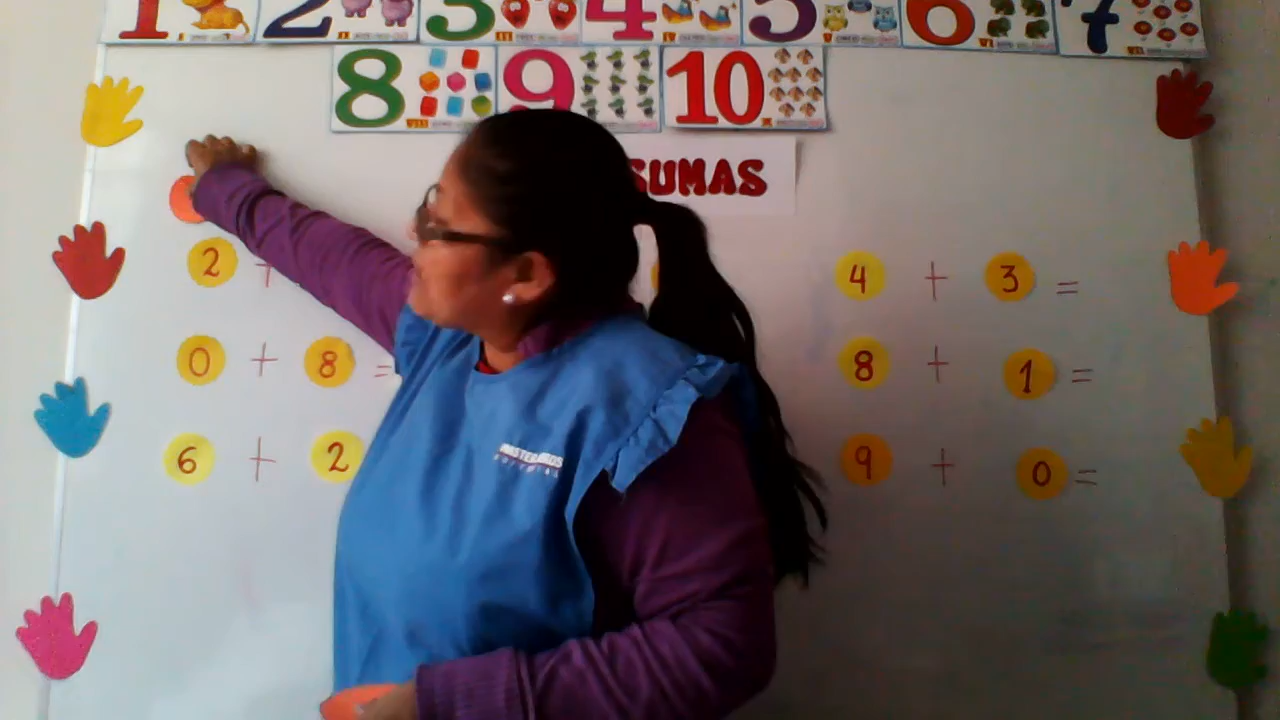 1 2 3 4 5 6 7
8 9 10
SUMAS
2 +
4 + 3 =
0 + 8 =
8 + 1 =
6 + 2
9 + 0 =